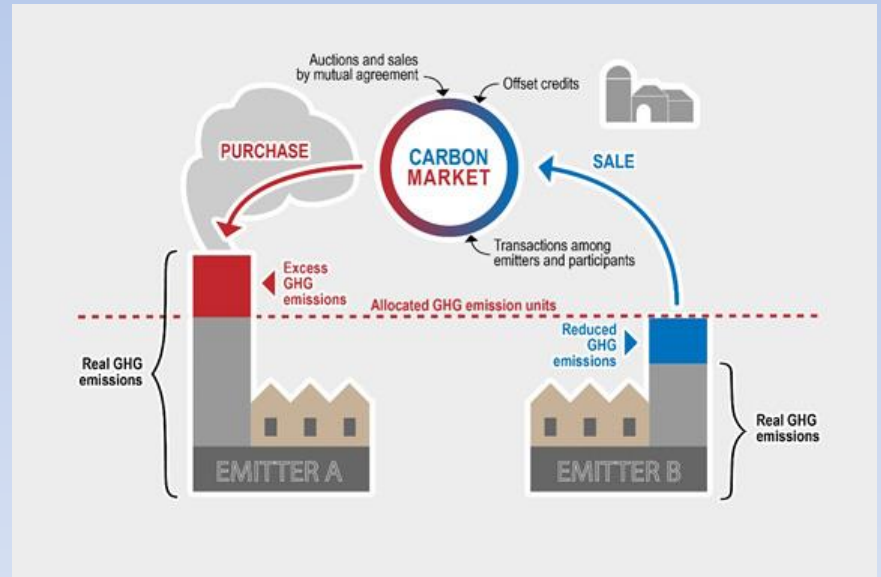 Auctions and sales
by mutual agreement
Offset credits
PURCHASE
CARBON
MARKET
SALE
Transactions among
emitters and participants
Excess
GHG
emissions
Allocated GHG emission units
Reduced
GHG
emissions
Real GHG
emissions
Real GHG
emissions
EMITTER A
EMITTER B